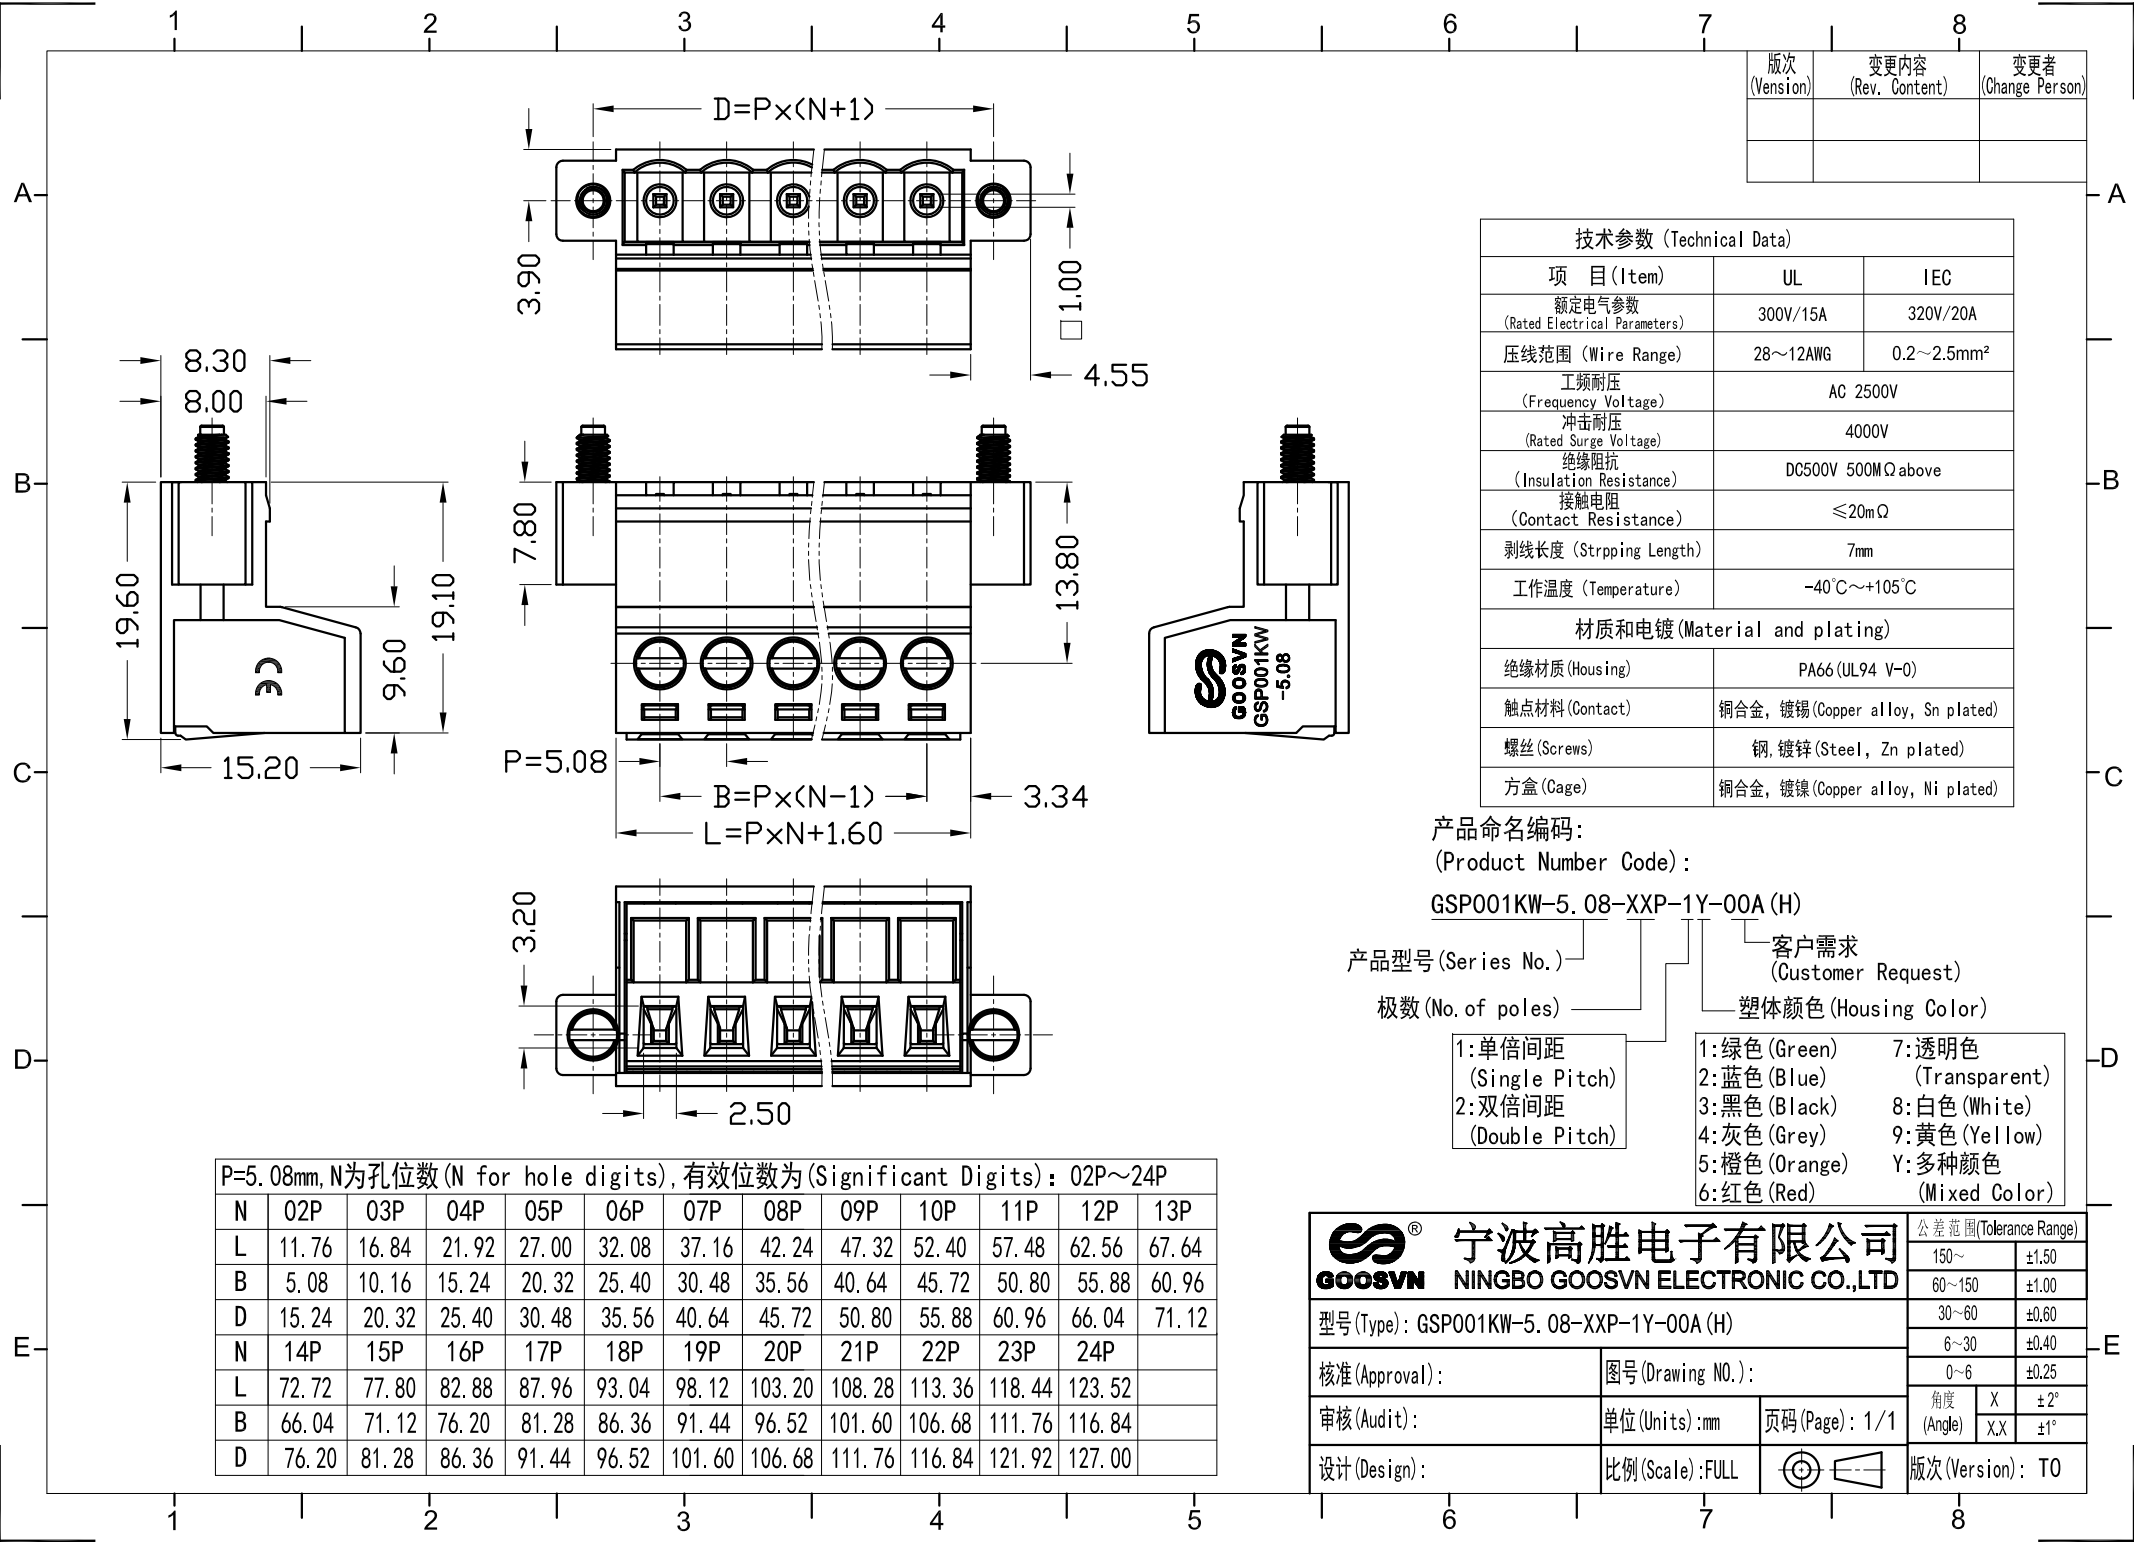 1 2 3 4 5 6 7 8
版次 变更内容 变更者
(Vension) (Rev. Content) (Change Person)
D=P×(N+1)
A A
3.90
□1.00
4.55
技术参数 (Technical Data)
项 目(Item) UL IEC
额定电气参数
(Rated Electrical Parameters) 300V/15A 320V/20A
压线范围 (Wire Range) 28～12AWG 0.2～2.5mm²
工频耐压
(Frequency Voltage) AC 2500V
冲击耐压
(Rated Surge Voltage) 4000V
绝缘阻抗
(Insulation Resistance) DC500V 500MΩabove
接触电阻
(Contact Resistance) ≤20mΩ
剥线长度 (Strpping Length) 7mm
工作温度 (Temperature) -40℃～+105℃
材质和电镀(Material and plating)
绝缘材质(Housing) PA66(UL94 V-0)
触点材料(Contact) 铜合金, 镀锡(Copper alloy, Sn plated)
螺丝(Screws) 钢,镀锌(Steel, Zn plated)
方盒(Cage) 铜合金, 镀镍(Copper alloy, Ni plated)
8.30
8.00
B B
19.60
19.10
9.60
15.20
CE
7.80
13.80
P=5.08
B=P×(N-1)
3.34
L=P×N+1.60
GOOSVN
GSP001KW
-5.08
C C
产品命名编码:
(Product Number Code):
GSP001KW-5.08-XXP-1Y-00A(H)
产品型号(Series No.)
客户需求
(Customer Request)
极数(No.of poles)
塑体颜色(Housing Color)
1:单倍间距
(Single Pitch)
2:双倍间距
(Double Pitch)
1:绿色(Green) 7:透明色
2:蓝色(Blue) (Transparent)
3:黑色(Black) 8:白色(White)
4:灰色(Grey) 9:黄色(Yellow)
5:橙色(Orange) Y:多种颜色
6:红色(Red) (Mixed Color)
3.20
2.50
D D
P=5.08mm,N为孔位数(N for hole digits),有效位数为(Significant Digits): 02P～24P
N 02P 03P 04P 05P 06P 07P 08P 09P 10P 11P 12P 13P
L 11.76 16.84 21.92 27.00 32.08 37.16 42.24 47.32 52.40 57.48 62.56 67.64
B 5.08 10.16 15.24 20.32 25.40 30.48 35.56 40.64 45.72 50.80 55.88 60.96
D 15.24 20.32 25.40 30.48 35.56 40.64 45.72 50.80 55.88 60.96 66.04 71.12
N 14P 15P 16P 17P 18P 19P 20P 21P 22P 23P 24P
L 72.72 77.80 82.88 87.96 93.04 98.12 103.20 108.28 113.36 118.44 123.52
B 66.04 71.12 76.20 81.28 86.36 91.44 96.52 101.60 106.68 111.76 116.84
D 76.20 81.28 86.36 91.44 96.52 101.60 106.68 111.76 116.84 121.92 127.00
E E
® 宁波高胜电子有限公司
GOOSVN NINGBO GOOSVN ELECTRONIC CO.,LTD
型号(Type): GSP001KW-5.08-XXP-1Y-00A(H)
核准(Approval): 图号(Drawing NO.):
审核(Audit): 单位(Units):mm 页码(Page): 1/1
设计(Design): 比例(Scale):FULL
公差范围(Tolerance Range)
150～ ±1.50
60～150 ±1.00
30～60 ±0.60
6～30 ±0.40
0～6 ±0.25
角度 X ±2°
(Angle) X.X ±1°
版次(Version): T0
1 2 3 4 5 6 7 8